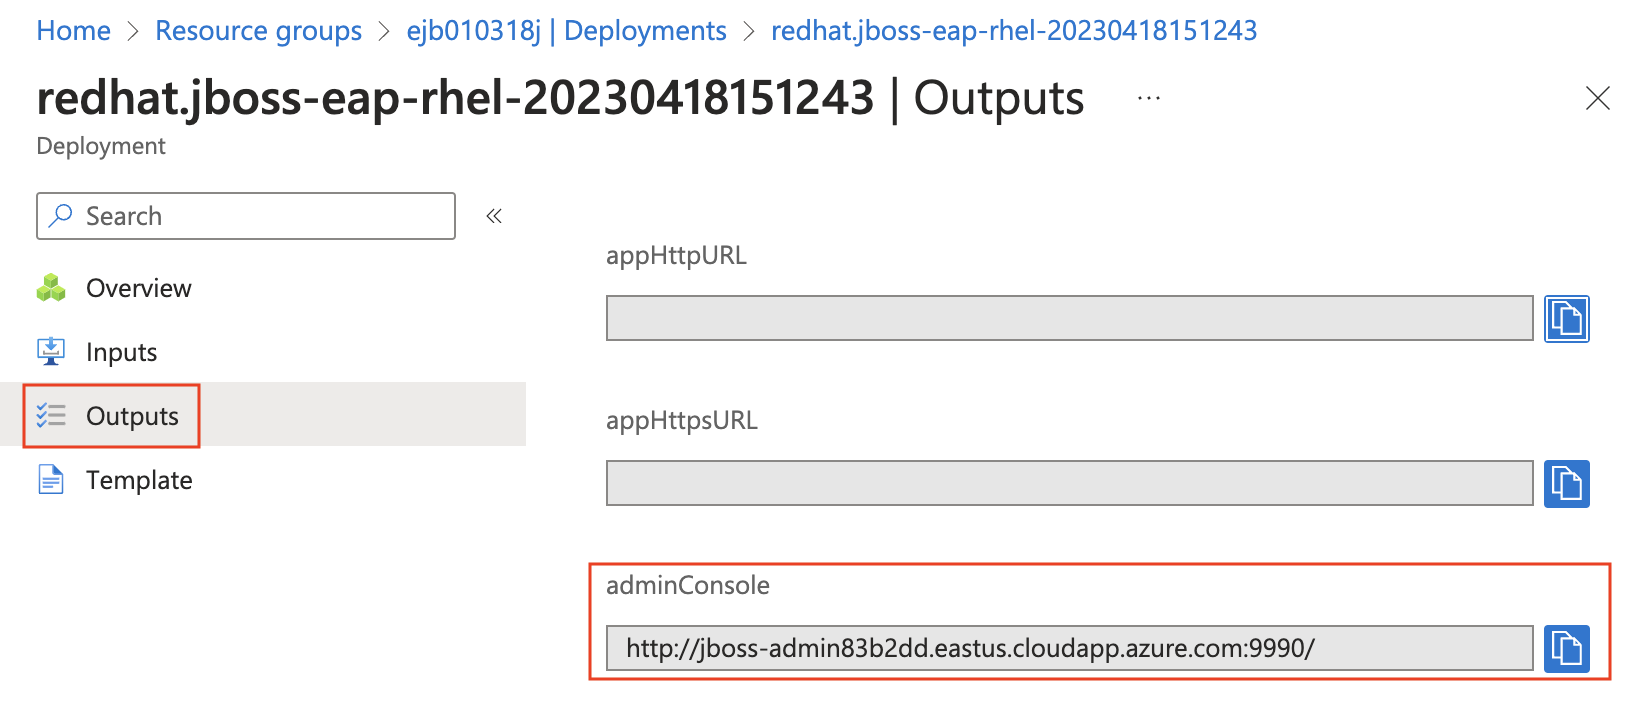 Home > Resource groups > ejb010318j | Deployments > redhat.jboss-eap-rhel-20230418151243
redhat.jboss-eap-rhel-20230418151243 | Outputs ...
Deployment
Search
«
Overview
Inputs
Outputs
Template
appHttpURL
appHttpsURL
adminConsole
http://jboss-admin83b2dd.eastus.cloudapp.azure.com:9990/